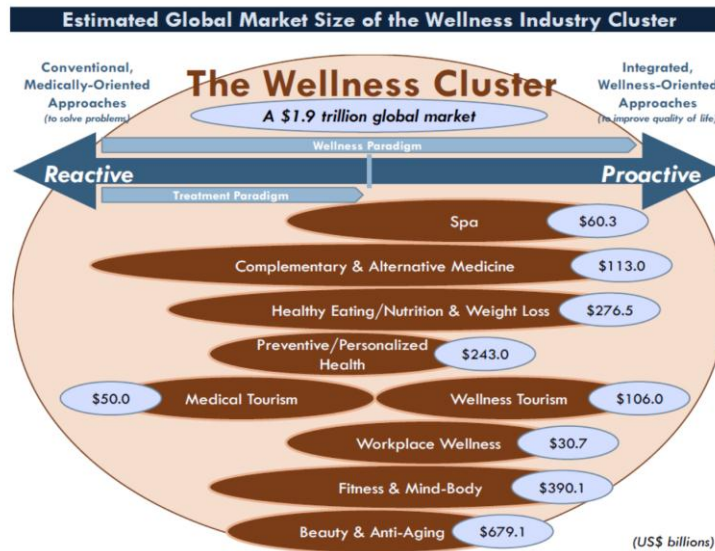 Estimated Global Market Size of the Wellness Industry Cluster
Conventional,
Medically-Oriented
Approaches
(to solve problems)
The Wellness Cluster
A $1.9 trillion global market
Integrated,
Wellness-Oriented
Approaches
(to improve quality of life)
Wellness Paradigm
Reactive
Proactive
Treatment Paradigm
Spa
$60.3
Complementary & Alternative Medicine
$113.0
Healthy Eating/Nutrition & Weight Loss
$276.5
Preventive/Personalized
Health
$243.0
$50.0
Medical Tourism
Wellness Tourism
$106.0
Workplace Wellness
$30.7
Fitness & Mind-Body
$390.1
Beauty & Anti-Aging
$679.1
(US$ billions)